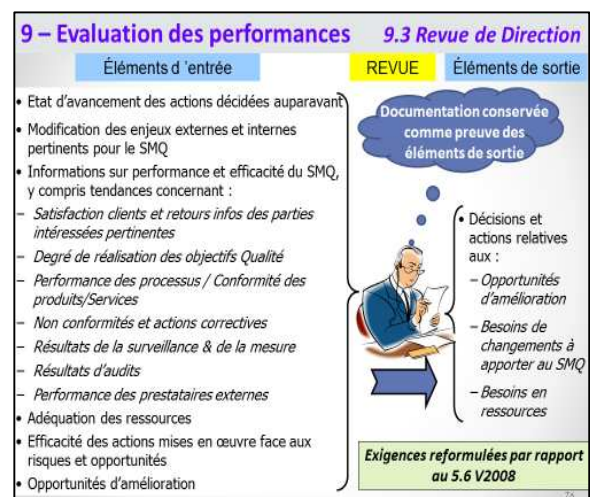 9 – Evaluation des performances 9.3 Revue de Direction
Éléments d 'entrée
REVUE
Éléments de sortie
• Etat d'avancement des actions décidées auparavant
• Modification des enjeux externes et internes
pertinents pour le SMQ
• Informations sur performance et efficacité du SMQ,
y compris tendances concernant :
– Satisfaction clients et retours infos des parties
intéressées pertinentes
– Degré de réalisation des objectifs Qualité
– Performance des processus / Conformité des
produits/Services
– Non conformités et actions correctives
– Résultats de la surveillance & de la mesure
– Résultats d'audits
– Performance des prestataires externes
• Adéquation des ressources
• Efficacité des actions mises en œuvre face aux
risques et opportunités
• Opportunités d'amélioration
Documentation conservée
comme preuve des
éléments de sortie
• Décisions et
actions relatives
aux :
– Opportunités
d'amélioration
– Besoins de
changements à
apporter au SMQ
– Besoins en
ressources
Exigences reformulées par rapport
au 5.6 V2008